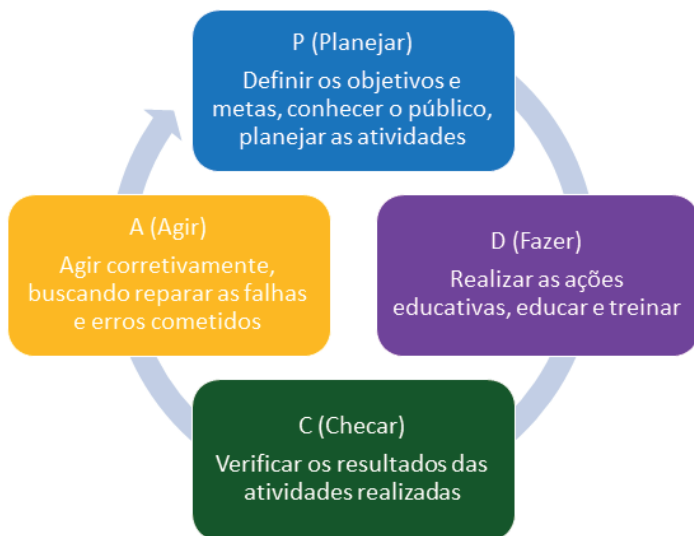 P (Planejar)
Definir os objetivos e
metas, conhecer o público,
planejar as atividades
D (Fazer)
Realizar as ações
educativas, educar e treinar
C (Checar)
Verificar os resultados das
atividades realizadas
A (Agir)
Agir corretivamente,
buscando reparar as falhas
e erros cometidos